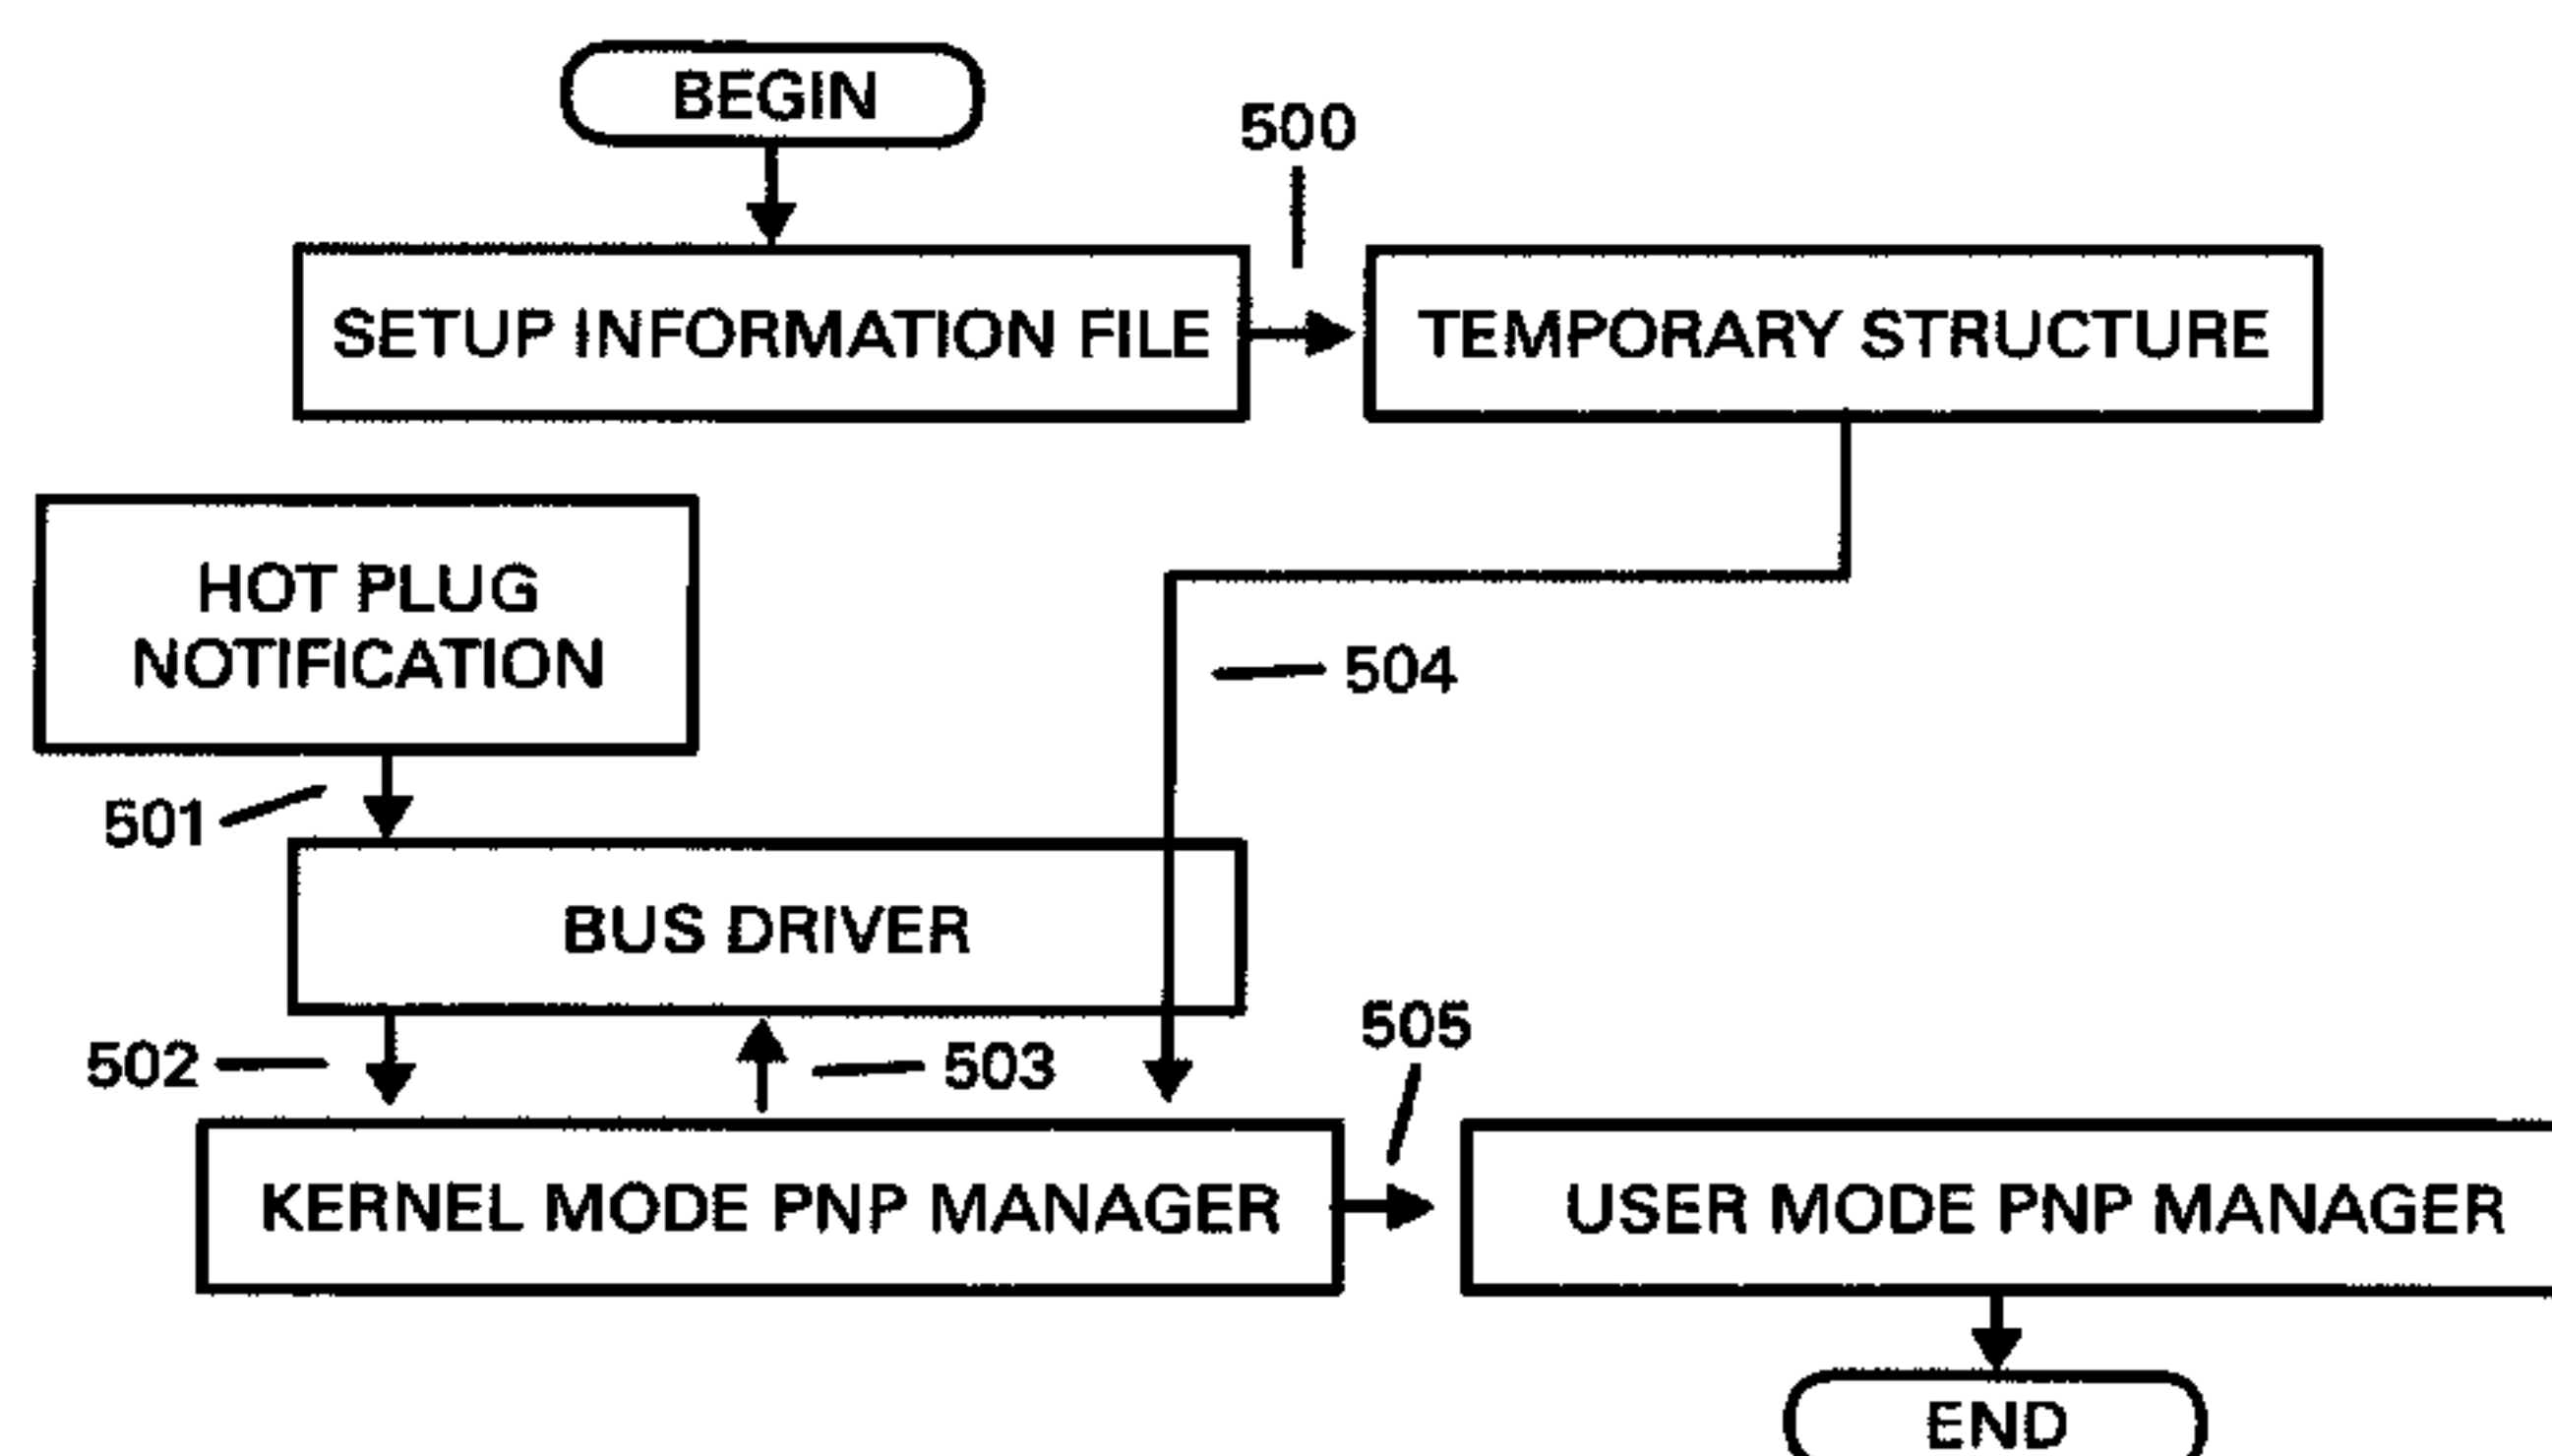 BEGIN
500
SETUP INFORMATION FILE
TEMPORARY STRUCTURE
HOT PLUG
NOTIFICATION
504
501
BUS DRIVER
505
502
503
KERNEL MODE PNP MANAGER
USER MODE PNP MANAGER
END